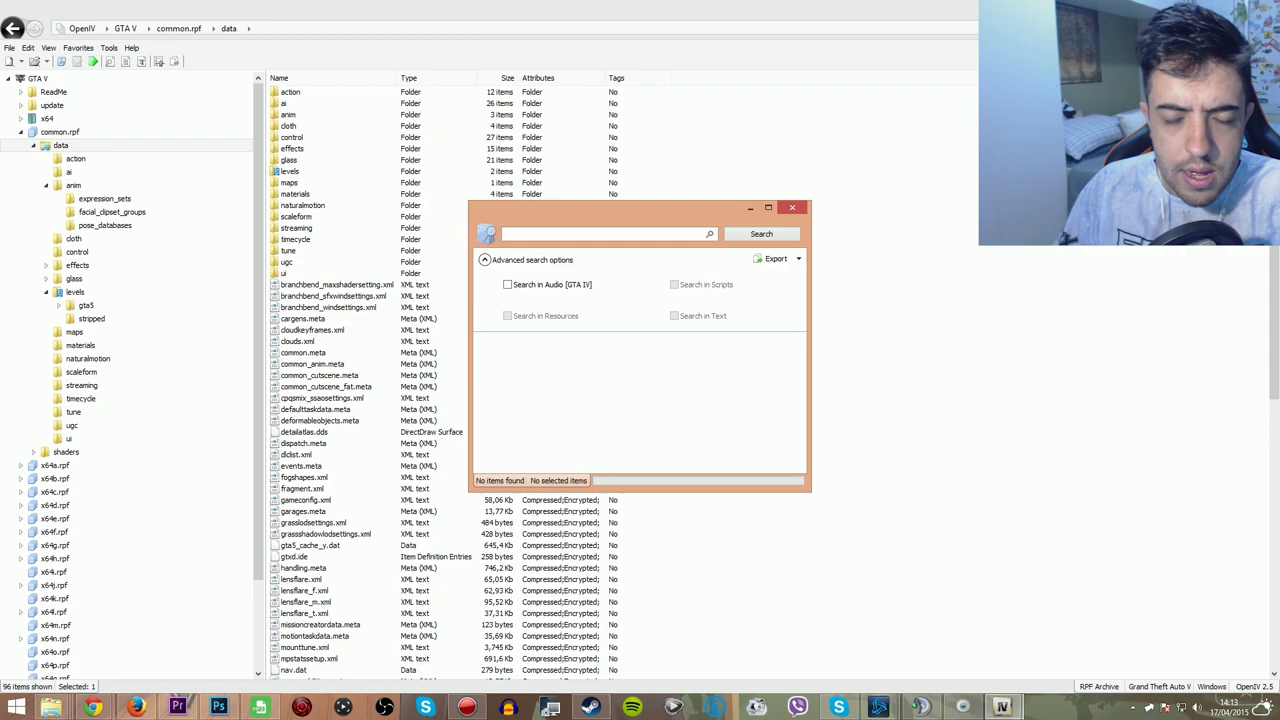 OpenIV ▸ GTA V ▸ common.rpf ▸ data ▸
File Edit View Favorites Tools Help
GTA V
ReadMe
update
x64
common.rpf
data
action
ai
anim
expression_sets
facial_clipset_groups
pose_databases
cloth
control
effects
glass
levels
gta5
stripped
maps
materials
naturalmotion
scaleform
streaming
timecycle
tune
ugc
ui
shaders
x64a.rpf
x64b.rpf
x64c.rpf
x64d.rpf
x64e.rpf
x64f.rpf
x64g.rpf
x64h.rpf
x64i.rpf
x64j.rpf
x64k.rpf
x64l.rpf
x64m.rpf
x64n.rpf
x64o.rpf
x64p.rpf
Name Type Size Attributes Tags
action Folder 12 items Folder No
ai Folder 26 items Folder No
anim Folder 3 items Folder No
cloth Folder 4 items Folder No
control Folder 27 items Folder No
effects Folder 15 items Folder No
glass Folder 21 items Folder No
levels Folder 2 items Folder No
maps Folder 1 items Folder No
materials Folder 4 items Folder No
naturalmotion Folder
scaleform Folder
streaming Folder
timecycle Folder
tune Folder
ugc Folder
ui Folder
branchbend_maxshadersetting.xml XML text
branchbend_sfxwindsettings.xml XML text
branchbend_windsettings.xml XML text
cargens.meta Meta (XML)
cloudkeyframes.xml XML text
clouds.xml XML text
common.meta Meta (XML)
common_anim.meta Meta (XML)
common_cutscene.meta Meta (XML)
common_cutscene_fat.meta Meta (XML)
cpqsmix_ssaosettings.xml XML text
defaulttaskdata.meta Meta (XML)
deformableobjects.meta Meta (XML)
detailatlas.dds DirectDraw Surface
dispatch.meta Meta (XML)
dlclist.xml XML text
events.meta Meta (XML)
fogshapes.xml XML text
fragment.xml XML text
gameconfig.xml XML text 58,06 Kb Compressed;Encrypted; No
garages.meta Meta (XML) 13,77 Kb Compressed;Encrypted; No
grasslodsettings.xml XML text 484 bytes Compressed;Encrypted; No
grassshadowlodsettings.xml XML text 428 bytes Compressed;Encrypted; No
gta5_cache_y.dat Data 645,4 Kb Compressed;Encrypted; No
gtxd.ide Item Definition Entries 258 bytes Compressed;Encrypted; No
handling.meta Meta (XML) 746,2 Kb Compressed;Encrypted; No
lensflare.xml XML text 65,05 Kb Compressed;Encrypted; No
lensflare_f.xml XML text 62,93 Kb Compressed;Encrypted; No
lensflare_m.xml XML text 95,52 Kb Compressed;Encrypted; No
lensflare_t.xml XML text 37,31 Kb Compressed;Encrypted; No
missioncreatordata.meta Meta (XML) 123 bytes Compressed;Encrypted; No
motiontaskdata.meta Meta (XML) 35,69 Kb Compressed;Encrypted; No
mounttune.xml XML text 3,745 Kb Compressed;Encrypted; No
mpstatssetup.xml XML text 691,6 Kb Compressed;Encrypted; No
nav.dat Data 279 bytes Compressed;Encrypted; No
Search
Advanced search options Export
Search in Audio [GTA IV] Search in Scripts
Search in Resources Search in Text
No items found No selected items
96 items shown Selected: 1 RPF Archive Grand Theft Auto V Windows OpenIV 2.5
Pr Ps IV
14:13
17/04/2015